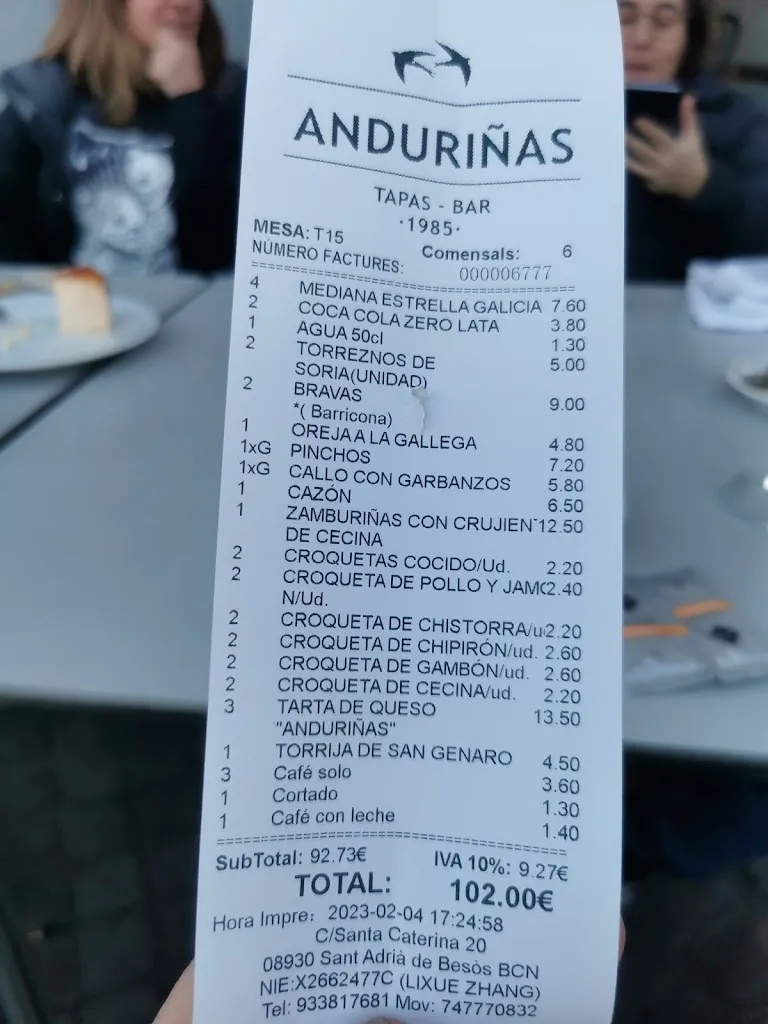 ANDURIÑAS
TAPAS - BAR
·1985·
MESA: T15 Comensals: 6
NÚMERO FACTURES: 000006777
4 MEDIANA ESTRELLA GALICIA 7.60
2 COCA COLA ZERO LATA 3.80
1 AGUA 50cl 1.30
2 TORREZNOS DE 5.00
SORIA(UNIDAD)
2 BRAVAS 9.00
*( Barricona)
1 OREJA A LA GALLEGA 4.80
1xG PINCHOS 7.20
1xG CALLO CON GARBANZOS 5.80
1 CAZÓN 6.50
1 ZAMBURIÑAS CON CRUJIEN 12.50
DE CECINA
2 CROQUETAS COCIDO/Ud. 2.20
2 CROQUETA DE POLLO Y JAMO 2.40
N/Ud.
2 CROQUETA DE CHISTORRA/u 2.20
2 CROQUETA DE CHIPIRÓN/ud. 2.60
2 CROQUETA DE GAMBÓN/ud. 2.60
2 CROQUETA DE CECINA/ud. 2.20
3 TARTA DE QUESO 13.50
"ANDURIÑAS"
1 TORRIJA DE SAN GENARO 4.50
3 Café solo 3.60
1 Cortado 1.30
1 Café con leche 1.40
SubTotal: 92.73€ IVA 10%: 9.27€
TOTAL: 102.00€
Hora Impre: 2023-02-04 17:24:58
C/Santa Caterina 20
08930 Sant Adrià de Besòs BCN
NIE:X2662477C (LIXUE ZHANG)
Tel: 933817681 Mov: 747770832